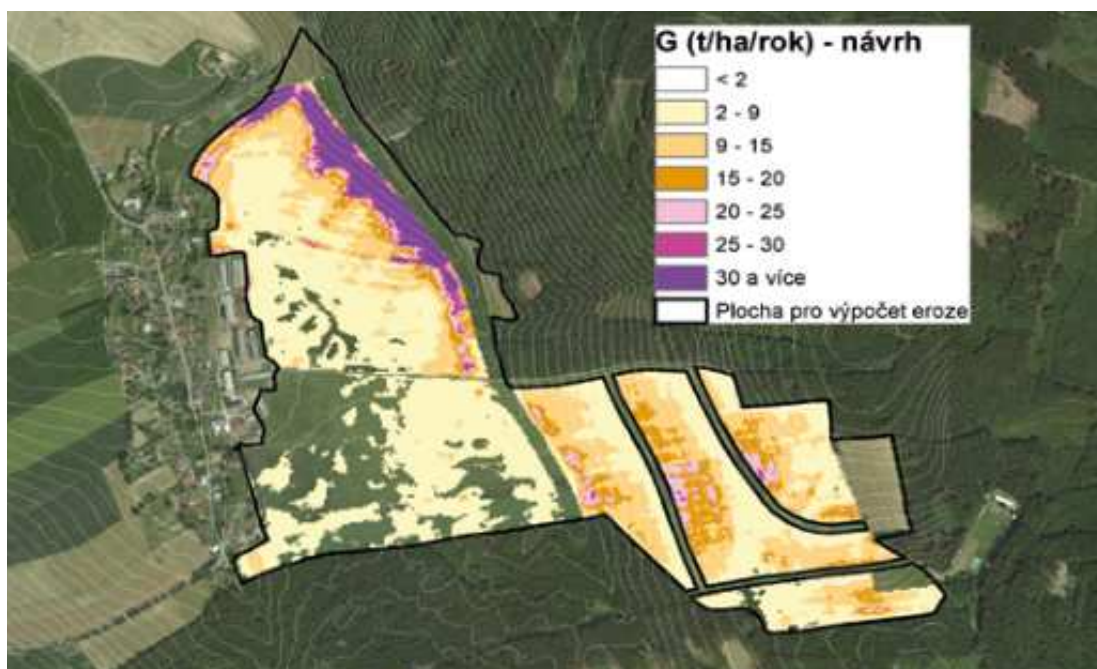 G (t/ha/rok) - návrh
< 2
2 - 9
9 - 15
15 - 20
20 - 25
25 - 30
30 a více
Plocha pro výpočet eroze